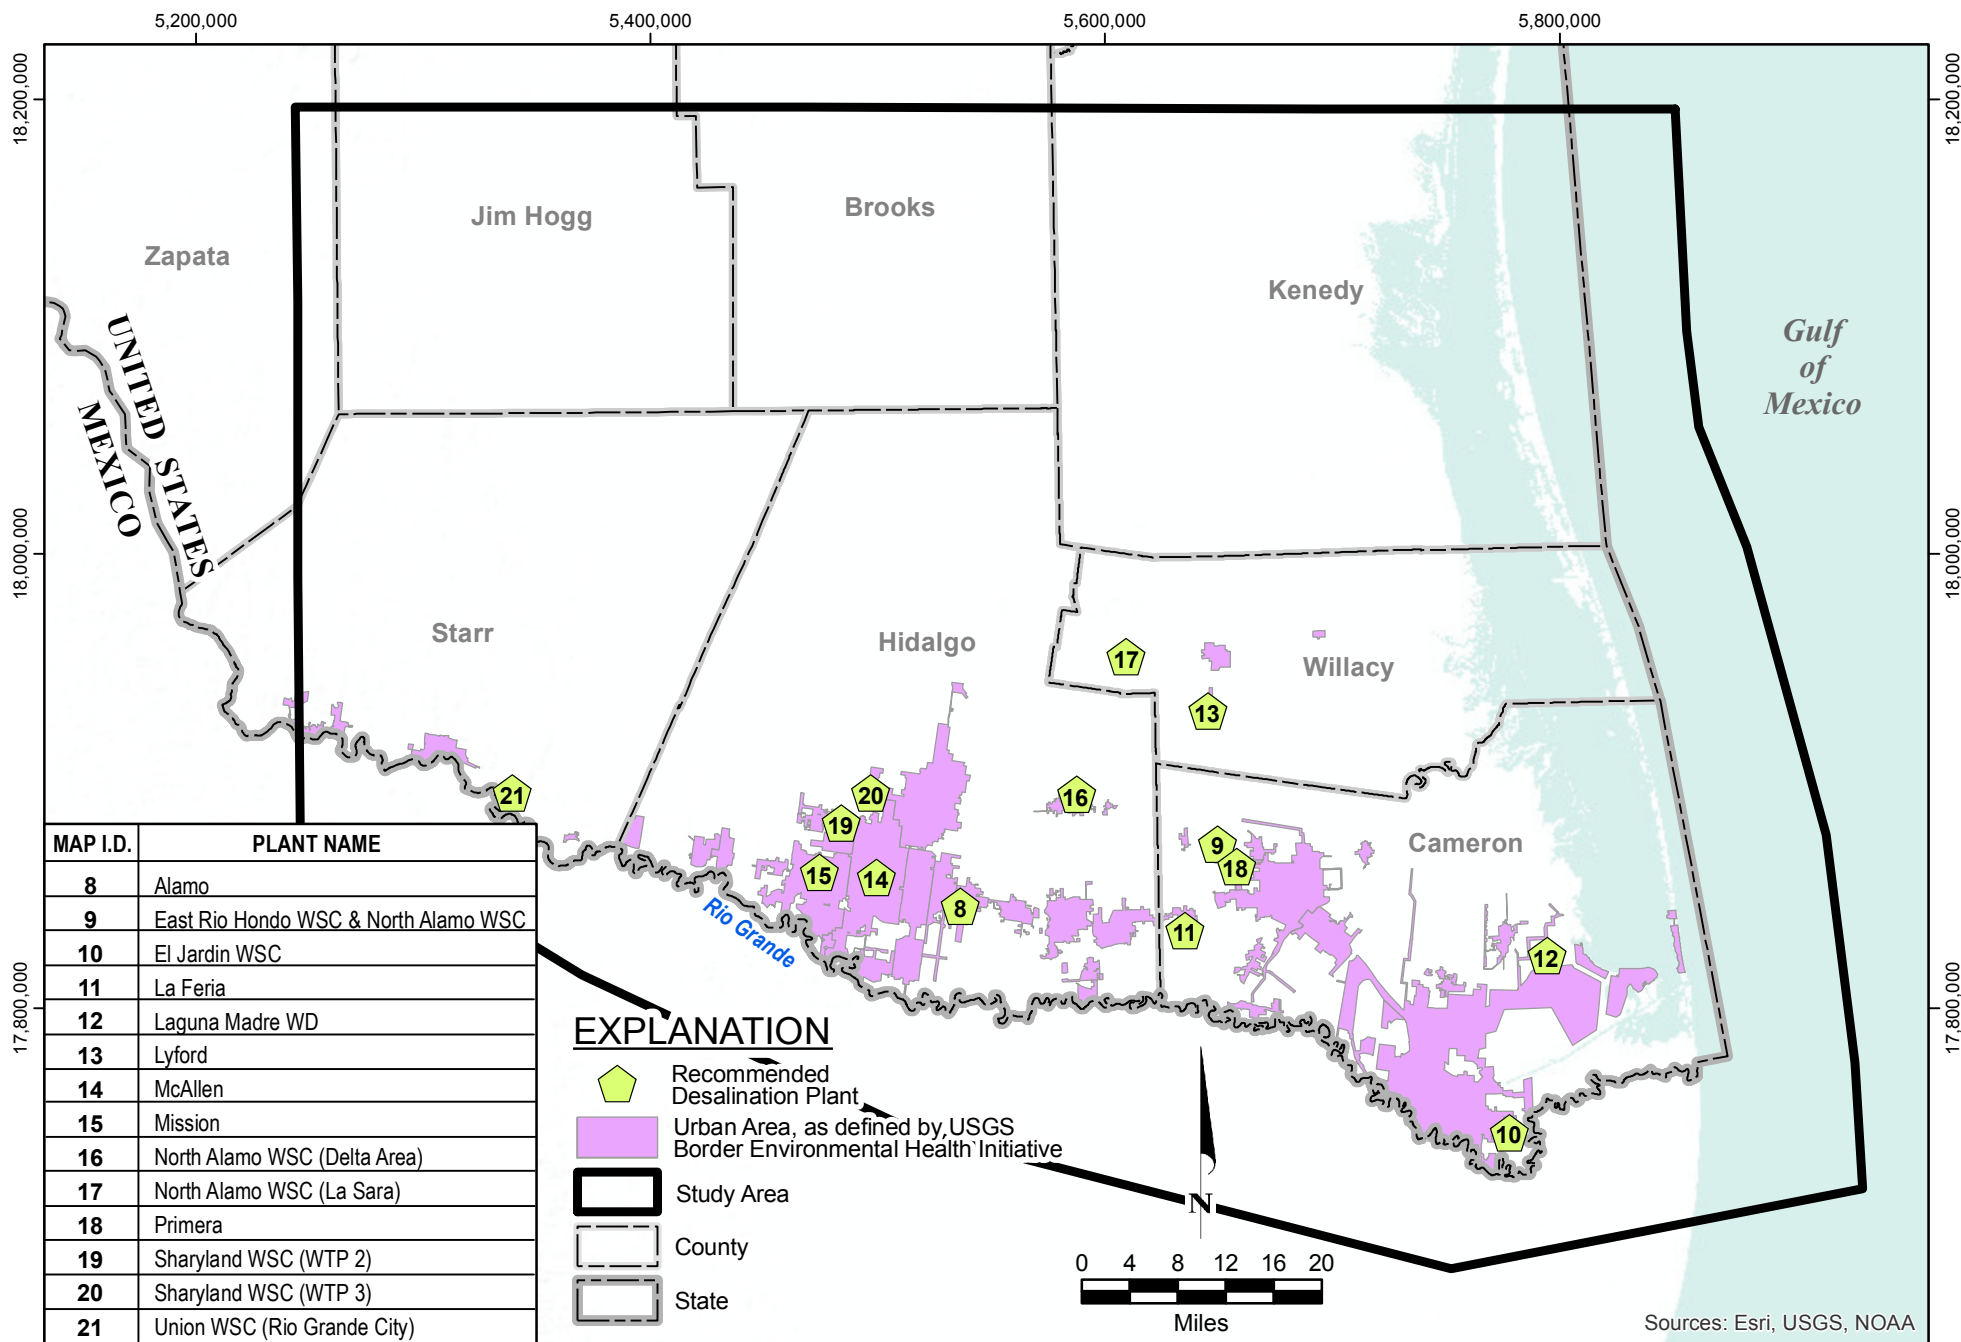 5,200,000 5,400,000 5,600,000 5,800,000
18,200,000 18,200,000
18,000,000 18,000,000
17,800,000 17,800,000
Zapata
Jim Hogg
Brooks
Kenedy
Gulf
of
Mexico
UNITED STATES
MEXICO
Starr
Hidalgo
Willacy
Cameron
Rio Grande
17
13
21
20
16
19
9
18
15
14
8
11
12
10
MAP I.D. PLANT NAME
8 Alamo
9 East Rio Hondo WSC & North Alamo WSC
10 El Jardin WSC
11 La Feria
12 Laguna Madre WD
13 Lyford
14 McAllen
15 Mission
16 North Alamo WSC (Delta Area)
17 North Alamo WSC (La Sara)
18 Primera
19 Sharyland WSC (WTP 2)
20 Sharyland WSC (WTP 3)
21 Union WSC (Rio Grande City)
EXPLANATION
Recommended
Desalination Plant
Urban Area, as defined by USGS
Border Environmental Health Initiative
Study Area
County
State
N
0 4 8 12 16 20
Miles
Sources: Esri, USGS, NOAA